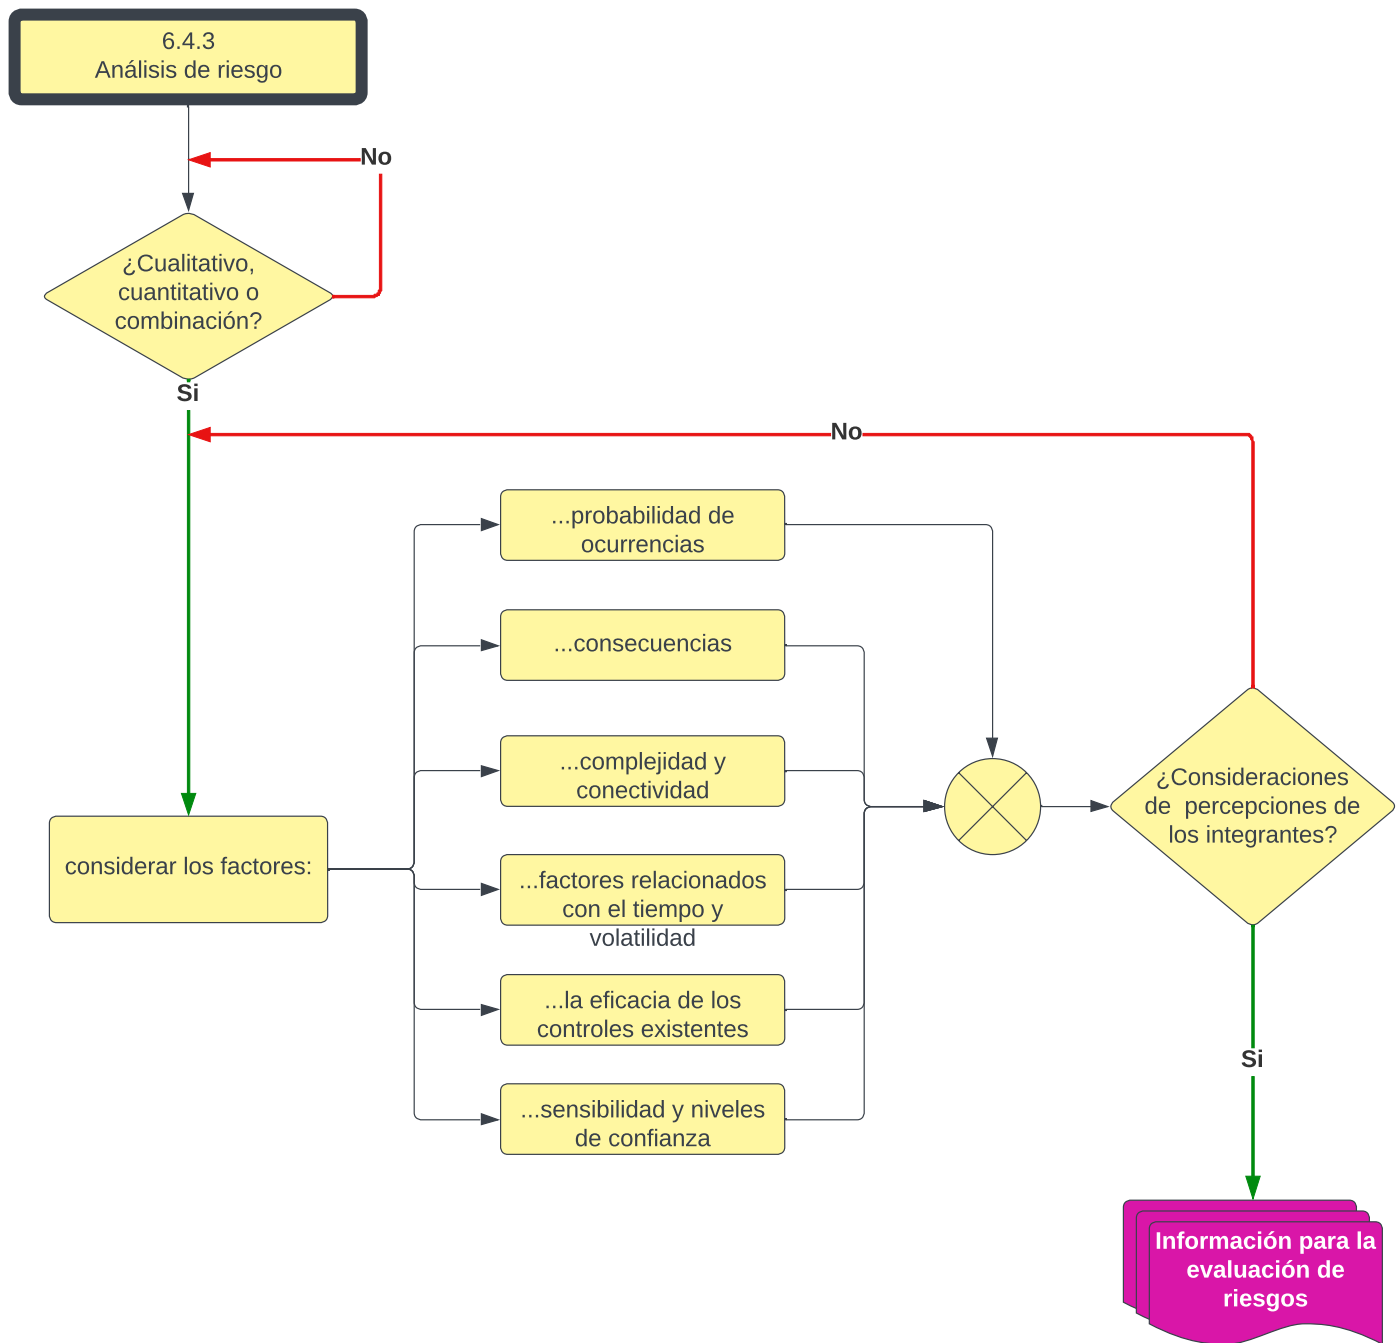 6.4.3
Análisis de riesgo
No
¿Cualitativo,
cuantitativo o
combinación?
Si
No
...probabilidad de
ocurrencias
...consecuencias
...complejidad y
conectividad
¿Consideraciones
de  percepciones de
los integrantes?
considerar los factores:
...factores relacionados
con el tiempo y
volatilidad
...la eficacia de los
controles existentes
Si
...sensibilidad y niveles
de confianza
Información para la
evaluación de
riesgos